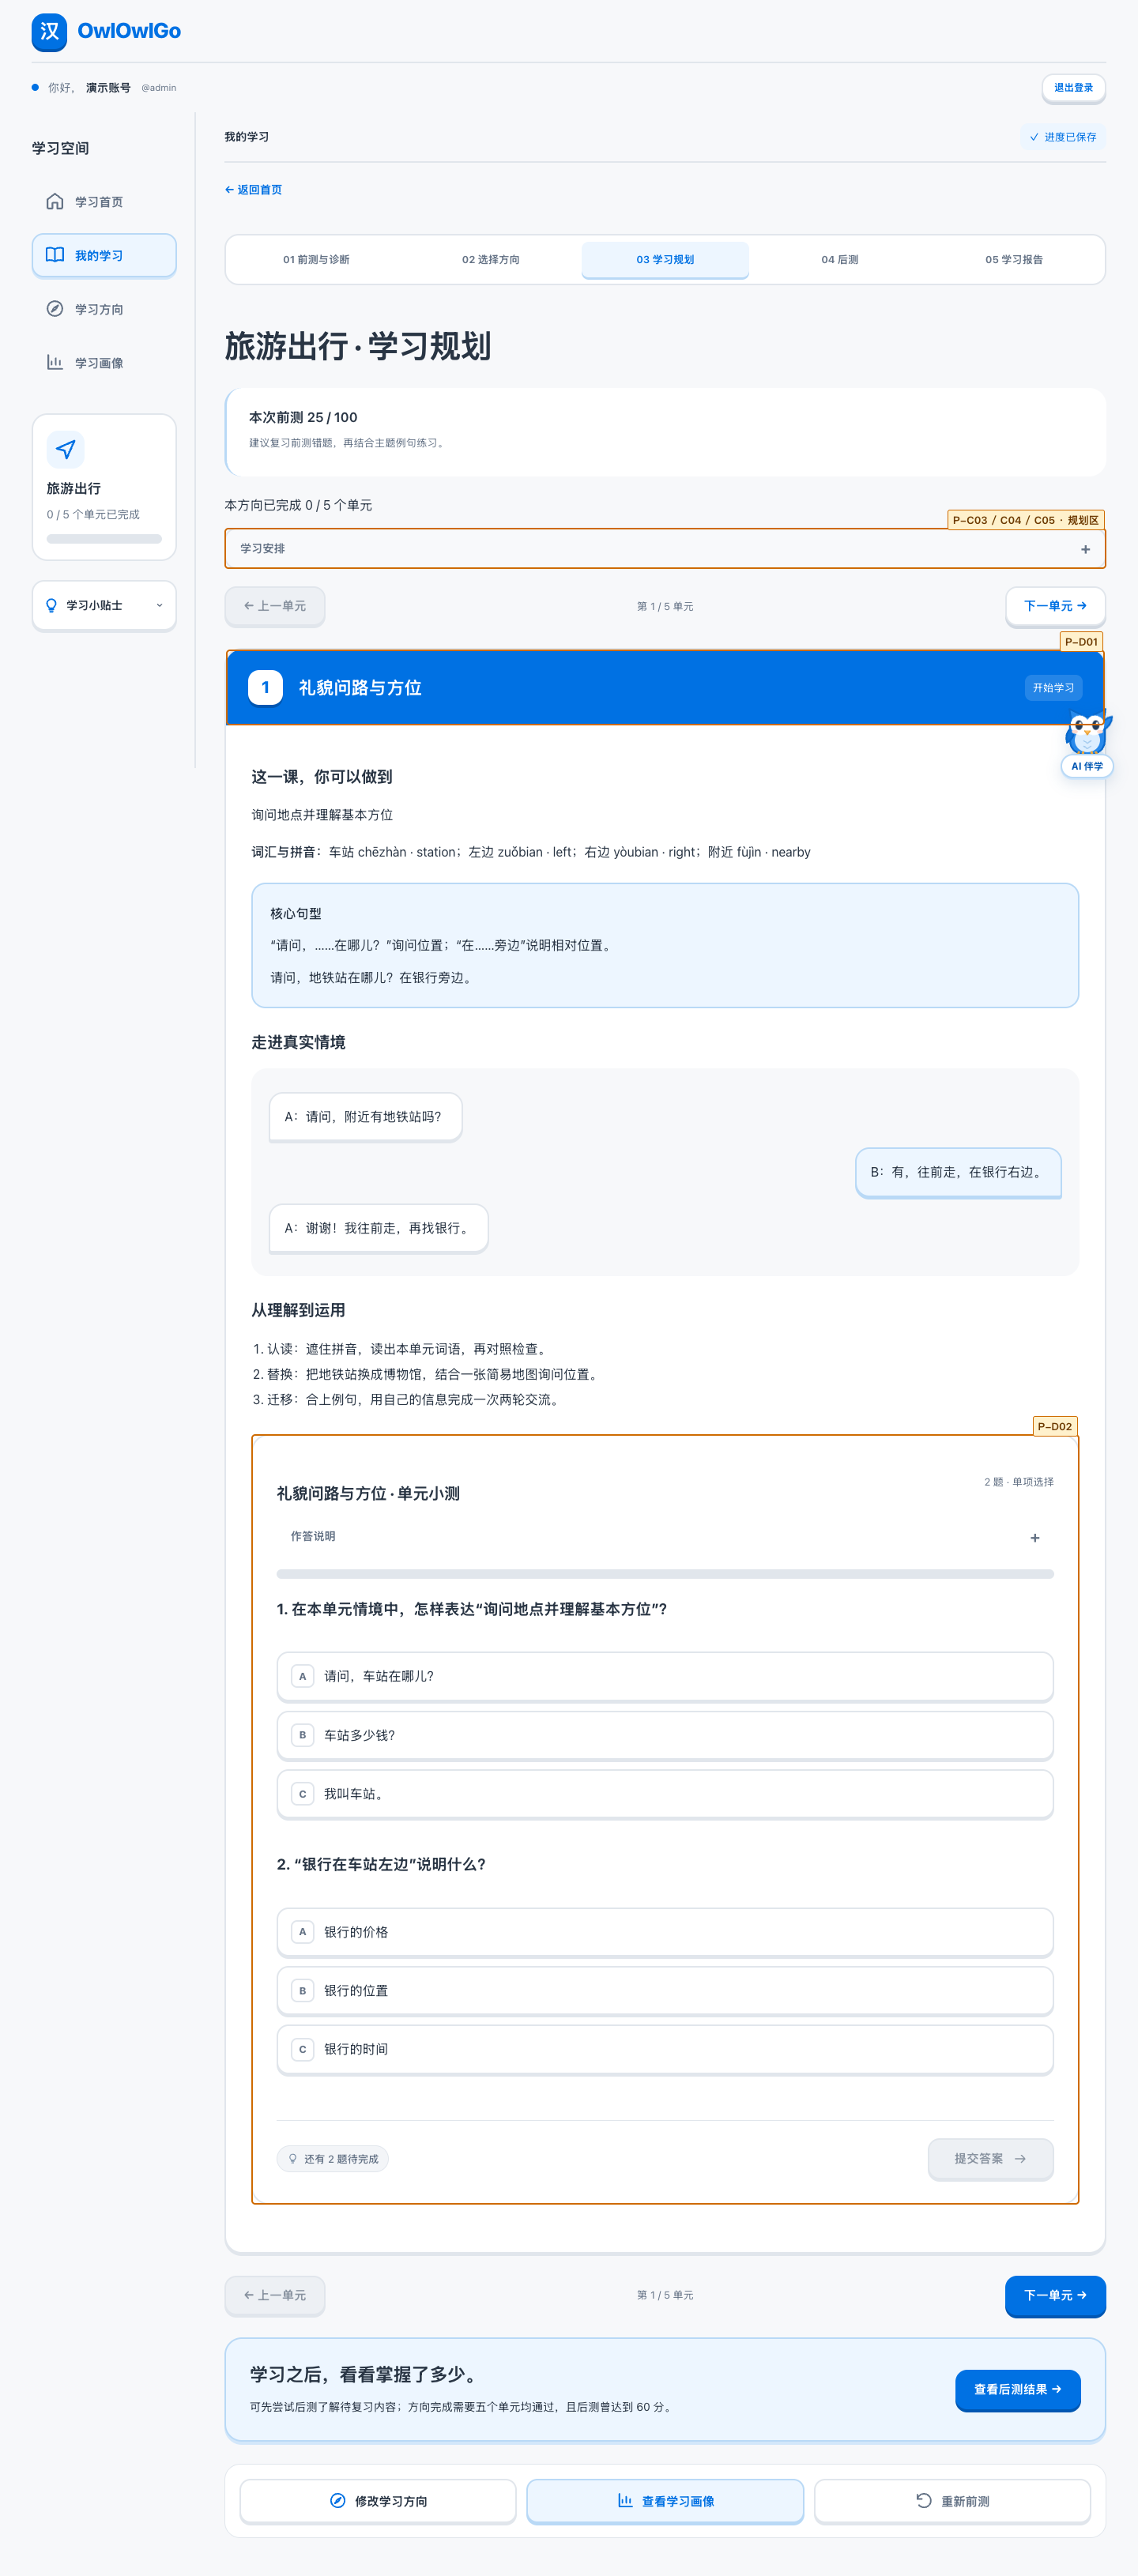 汉 OwlOwlGo
你好， 演示账号 @admin
退出登录
学习空间
学习首页
我的学习
学习方向
学习画像
旅游出行
0 / 5 个单元已完成
学习小贴士
我的学习
✓ 进度已保存
← 返回首页
01 前测与诊断 02 选择方向 03 学习规划 04 后测 05 学习报告
旅游出行 · 学习规划
本次前测 25 / 100
建议复习前测错题，再结合主题例句练习。
本方向已完成 0 / 5 个单元
P-C03 / C04 / C05 · 规划区
学习安排 +
← 上一单元 第 1 / 5 单元 下一单元 →
P-D01
1 礼貌问路与方位 开始学习
AI 伴学
这一课，你可以做到
询问地点并理解基本方位
词汇与拼音：车站 chēzhàn · station；左边 zuǒbian · left；右边 yòubian · right；附近 fùjìn · nearby
核心句型
“请问，……在哪儿？”询问位置；“在……旁边”说明相对位置。
请问，地铁站在哪儿？在银行旁边。
走进真实情境
A：请问，附近有地铁站吗？
B：有，往前走，在银行右边。
A：谢谢！我往前走，再找银行。
从理解到运用
1. 认读：遮住拼音，读出本单元词语，再对照检查。
2. 替换：把地铁站换成博物馆，结合一张简易地图询问位置。
3. 迁移：合上例句，用自己的信息完成一次两轮交流。
P-D02
礼貌问路与方位 · 单元小测 2 题 · 单项选择
作答说明 +
1. 在本单元情境中，怎样表达“询问地点并理解基本方位”？
A 请问，车站在哪儿？
B 车站多少钱？
C 我叫车站。
2. “银行在车站左边”说明什么？
A 银行的价格
B 银行的位置
C 银行的时间
还有 2 题待完成
提交答案 →
← 上一单元 第 1 / 5 单元 下一单元 →
学习之后，看看掌握了多少。
可先尝试后测了解待复习内容；方向完成需要五个单元均通过，且后测曾达到 60 分。
查看后测结果 →
修改学习方向 查看学习画像 重新前测